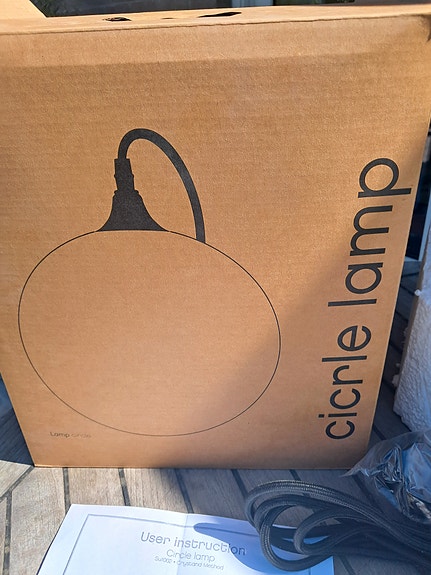 cicrle lamp
Lamp
User instruction
Circle lamp